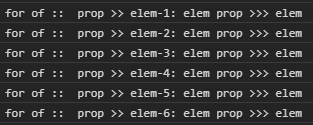 for of ::  prop >> elem-1: elem prop >>> elem
for of ::  prop >> elem-2: elem prop >>> elem
for of ::  prop >> elem-3: elem prop >>> elem
for of ::  prop >> elem-4: elem prop >>> elem
for of ::  prop >> elem-5: elem prop >>> elem
for of ::  prop >> elem-6: elem prop >>> elem